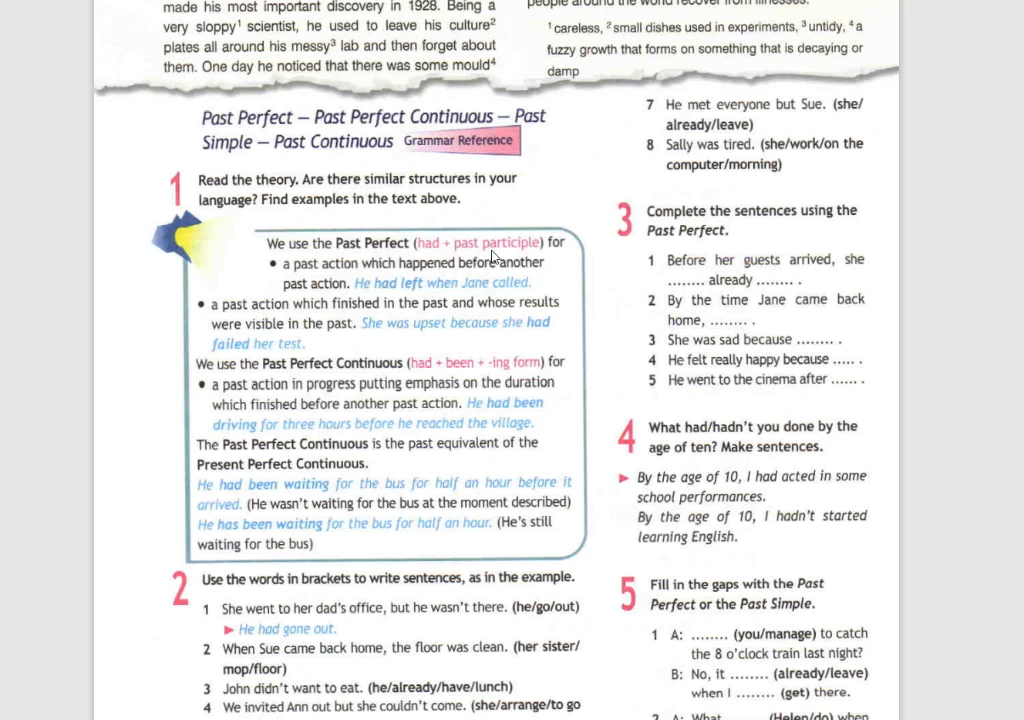 made his most important discovery in 1928. Being a
very sloppy¹ scientist, he used to leave his culture²
plates all around his messy³ lab and then forget about
them. One day he noticed that there was some mould⁴
people around the world recover from illnesses.
¹ careless, ² small dishes used in experiments, ³ untidy, ⁴ a
fuzzy growth that forms on something that is decaying or
damp
Past Perfect – Past Perfect Continuous – Past
Simple – Past Continuous Grammar Reference
1 Read the theory. Are there similar structures in your
language? Find examples in the text above.
We use the Past Perfect (had + past participle) for
• a past action which happened before another
past action. He had left when Jane called.
• a past action which finished in the past and whose results
were visible in the past. She was upset because she had
failed her test.
We use the Past Perfect Continuous (had + been + -ing form) for
• a past action in progress putting emphasis on the duration
which finished before another past action. He had been
driving for three hours before he reached the village.
The Past Perfect Continuous is the past equivalent of the
Present Perfect Continuous.
He had been waiting for the bus for half an hour before it
arrived. (He wasn't waiting for the bus at the moment described)
He has been waiting for the bus for half an hour. (He's still
waiting for the bus)
2 Use the words in brackets to write sentences, as in the example.
1 She went to her dad's office, but he wasn't there. (he/go/out)
► He had gone out.
2 When Sue came back home, the floor was clean. (her sister/
mop/floor)
3 John didn't want to eat. (he/already/have/lunch)
4 We invited Ann out but she couldn't come. (she/arrange/to go
7 He met everyone but Sue. (she/
already/leave)
8 Sally was tired. (she/work/on the
computer/morning)
3 Complete the sentences using the
Past Perfect.
1 Before her guests arrived, she
........ already ........ .
2 By the time Jane came back
home, ........ .
3 She was sad because ........ .
4 He felt really happy because ..... .
5 He went to the cinema after ...... .
4 What had/hadn't you done by the
age of ten? Make sentences.
► By the age of 10, I had acted in some
school performances.
By the age of 10, I hadn't started
learning English.
5 Fill in the gaps with the Past
Perfect or the Past Simple.
1 A: ........ (you/manage) to catch
the 8 o'clock train last night?
B: No, it ........ (already/leave)
when I ........ (get) there.
2 A: What ........ (Helen/do) when